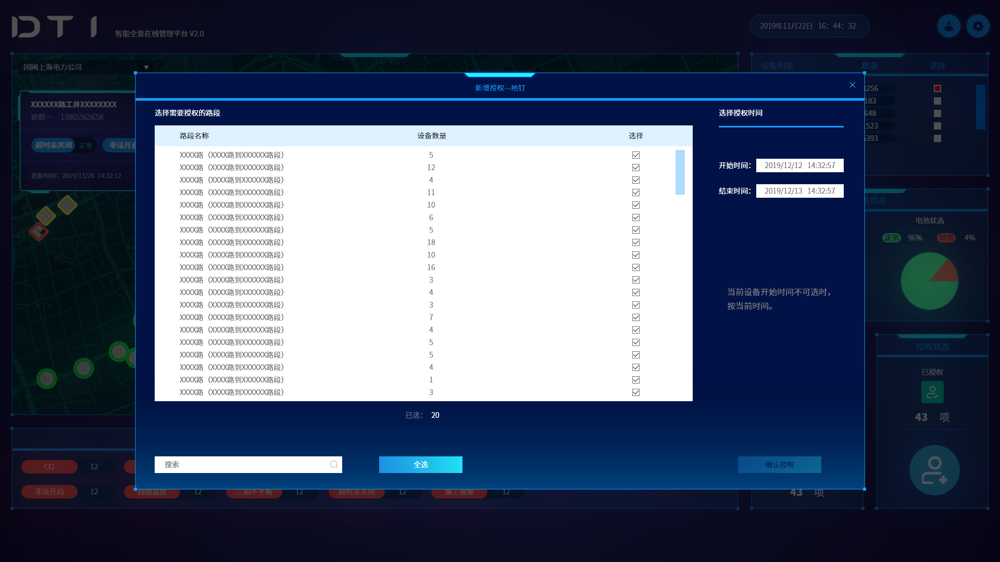 DTI
智能全景在线管理平台 V2.0
2019年11月22日 16：44：32
国网上海电力公司
设备列表 数量 选择
XXXXXX路工井XXXXXXXX
班组一 13865565658
超时未关闭 正常 非法开启
更新时间：2019/11/26 14:32:12
3256
183
648
1523
5393
新增授权—地钉
选择需要授权的路段
选择授权时间
路段名称 设备数量 选择
XXXX路（XXXX路到XXXXXX路段） 5
XXXX路（XXXX路到XXXXXX路段） 12
XXXX路（XXXX路到XXXXXX路段） 4
XXXX路（XXXX路到XXXXXX路段） 11
XXXX路（XXXX路到XXXXXX路段） 10
XXXX路（XXXX路到XXXXXX路段） 6
XXXX路（XXXX路到XXXXXX路段） 5
XXXX路（XXXX路到XXXXXX路段） 18
XXXX路（XXXX路到XXXXXX路段） 10
XXXX路（XXXX路到XXXXXX路段） 16
XXXX路（XXXX路到XXXXXX路段） 3
XXXX路（XXXX路到XXXXXX路段） 4
XXXX路（XXXX路到XXXXXX路段） 3
XXXX路（XXXX路到XXXXXX路段） 7
XXXX路（XXXX路到XXXXXX路段） 4
XXXX路（XXXX路到XXXXXX路段） 5
XXXX路（XXXX路到XXXXXX路段） 5
XXXX路（XXXX路到XXXXXX路段） 4
XXXX路（XXXX路到XXXXXX路段） 1
XXXX路（XXXX路到XXXXXX路段） 3
已选： 20
搜索
全选
开始时间： 2019/12/12 14:32:57
结束时间： 2019/12/13 14:32:57
当前设备开始时间不可选时，
按当前时间。
确认授权
备状态
电池状态
正常 96% 异常 4%
授权状态
已授权
43 项
CO 12
非法开启 12 线缆温度 12 三相不平衡 12 超时未关闭 12 施工报警 12
43 项